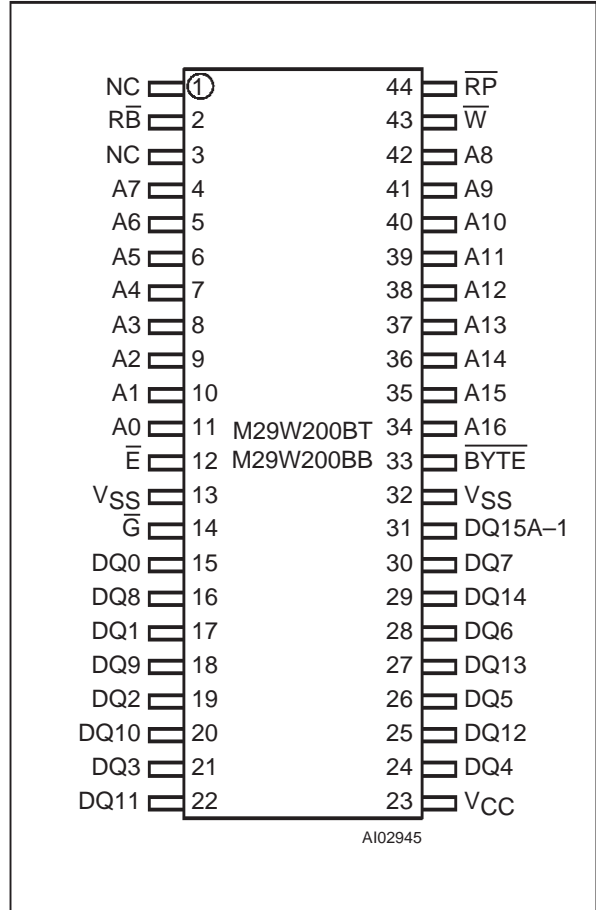 NC 1 44 R̅P̅
RB̅ 2 43 W̅
NC 3 42 A8
A7 4 41 A9
A6 5 40 A10
A5 6 39 A11
A4 7 38 A12
A3 8 37 A13
A2 9 36 A14
A1 10 35 A15
A0 11 M29W200BT 34 A16
E̅ 12 M29W200BB 33 B̅Y̅T̅E̅
VSS 13 32 VSS
G̅ 14 31 DQ15A–1
DQ0 15 30 DQ7
DQ8 16 29 DQ14
DQ1 17 28 DQ6
DQ9 18 27 DQ13
DQ2 19 26 DQ5
DQ10 20 25 DQ12
DQ3 21 24 DQ4
DQ11 22 23 VCC
AI02945